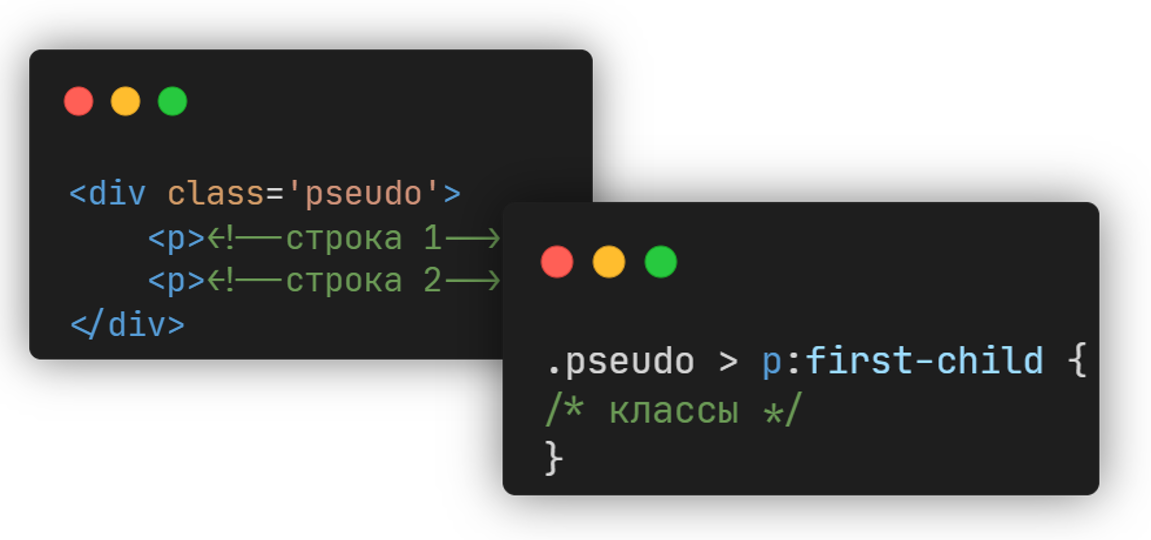 <div class='pseudo'>
    <p><!--строка 1-->
    <p><!--строка 2-->
</div>
.pseudo > p:first-child {
/* классы */
}